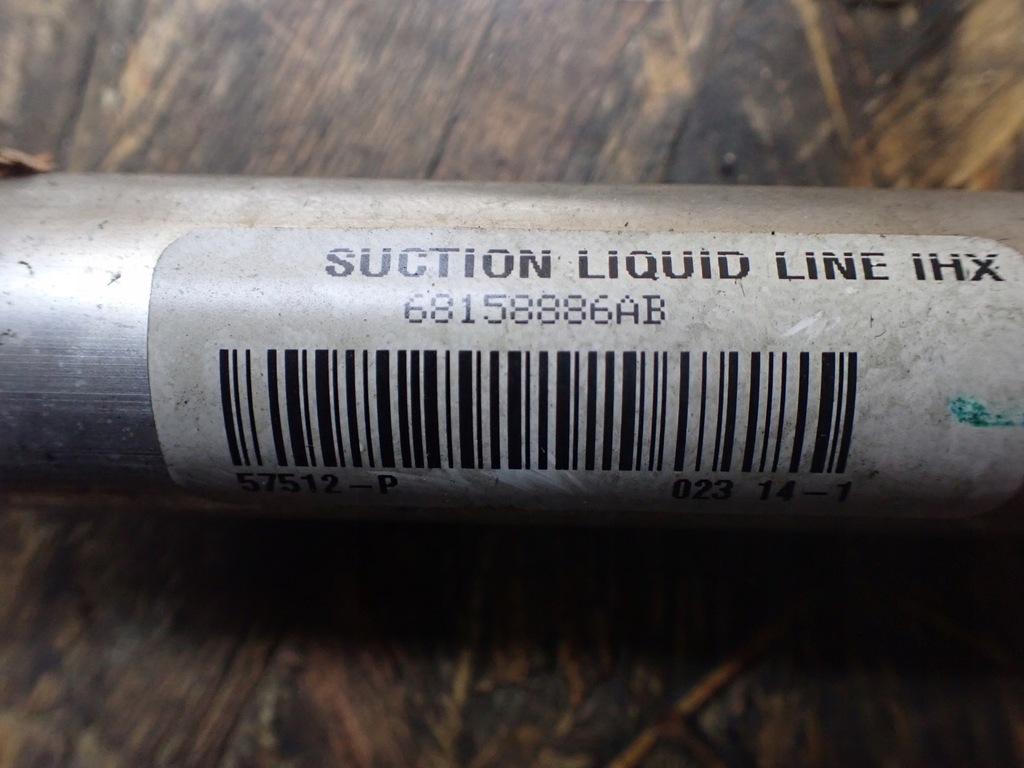 SUCTION LIQUID LINE IHX
68158886AB
57512-P 023 14-1